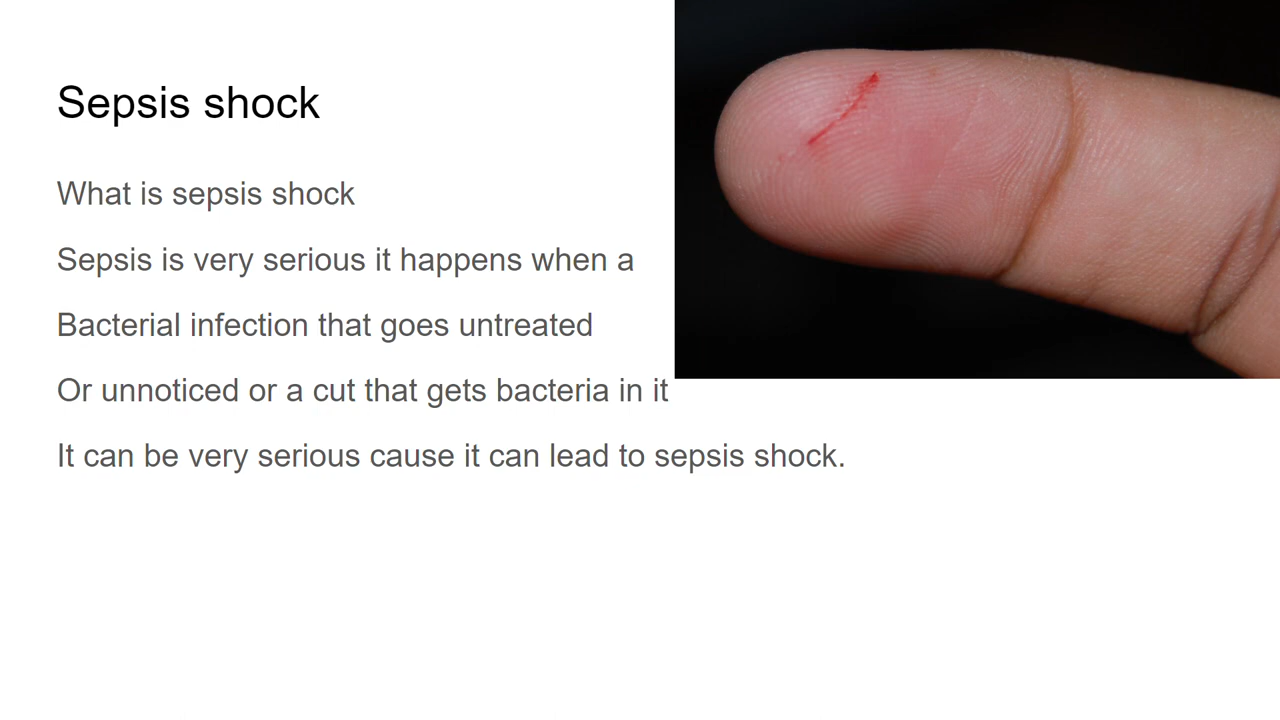 Sepsis shock
What is sepsis shock
Sepsis is very serious it happens when a
Bacterial infection that goes untreated
Or unnoticed or a cut that gets bacteria in it
It can be very serious cause it can lead to sepsis shock.